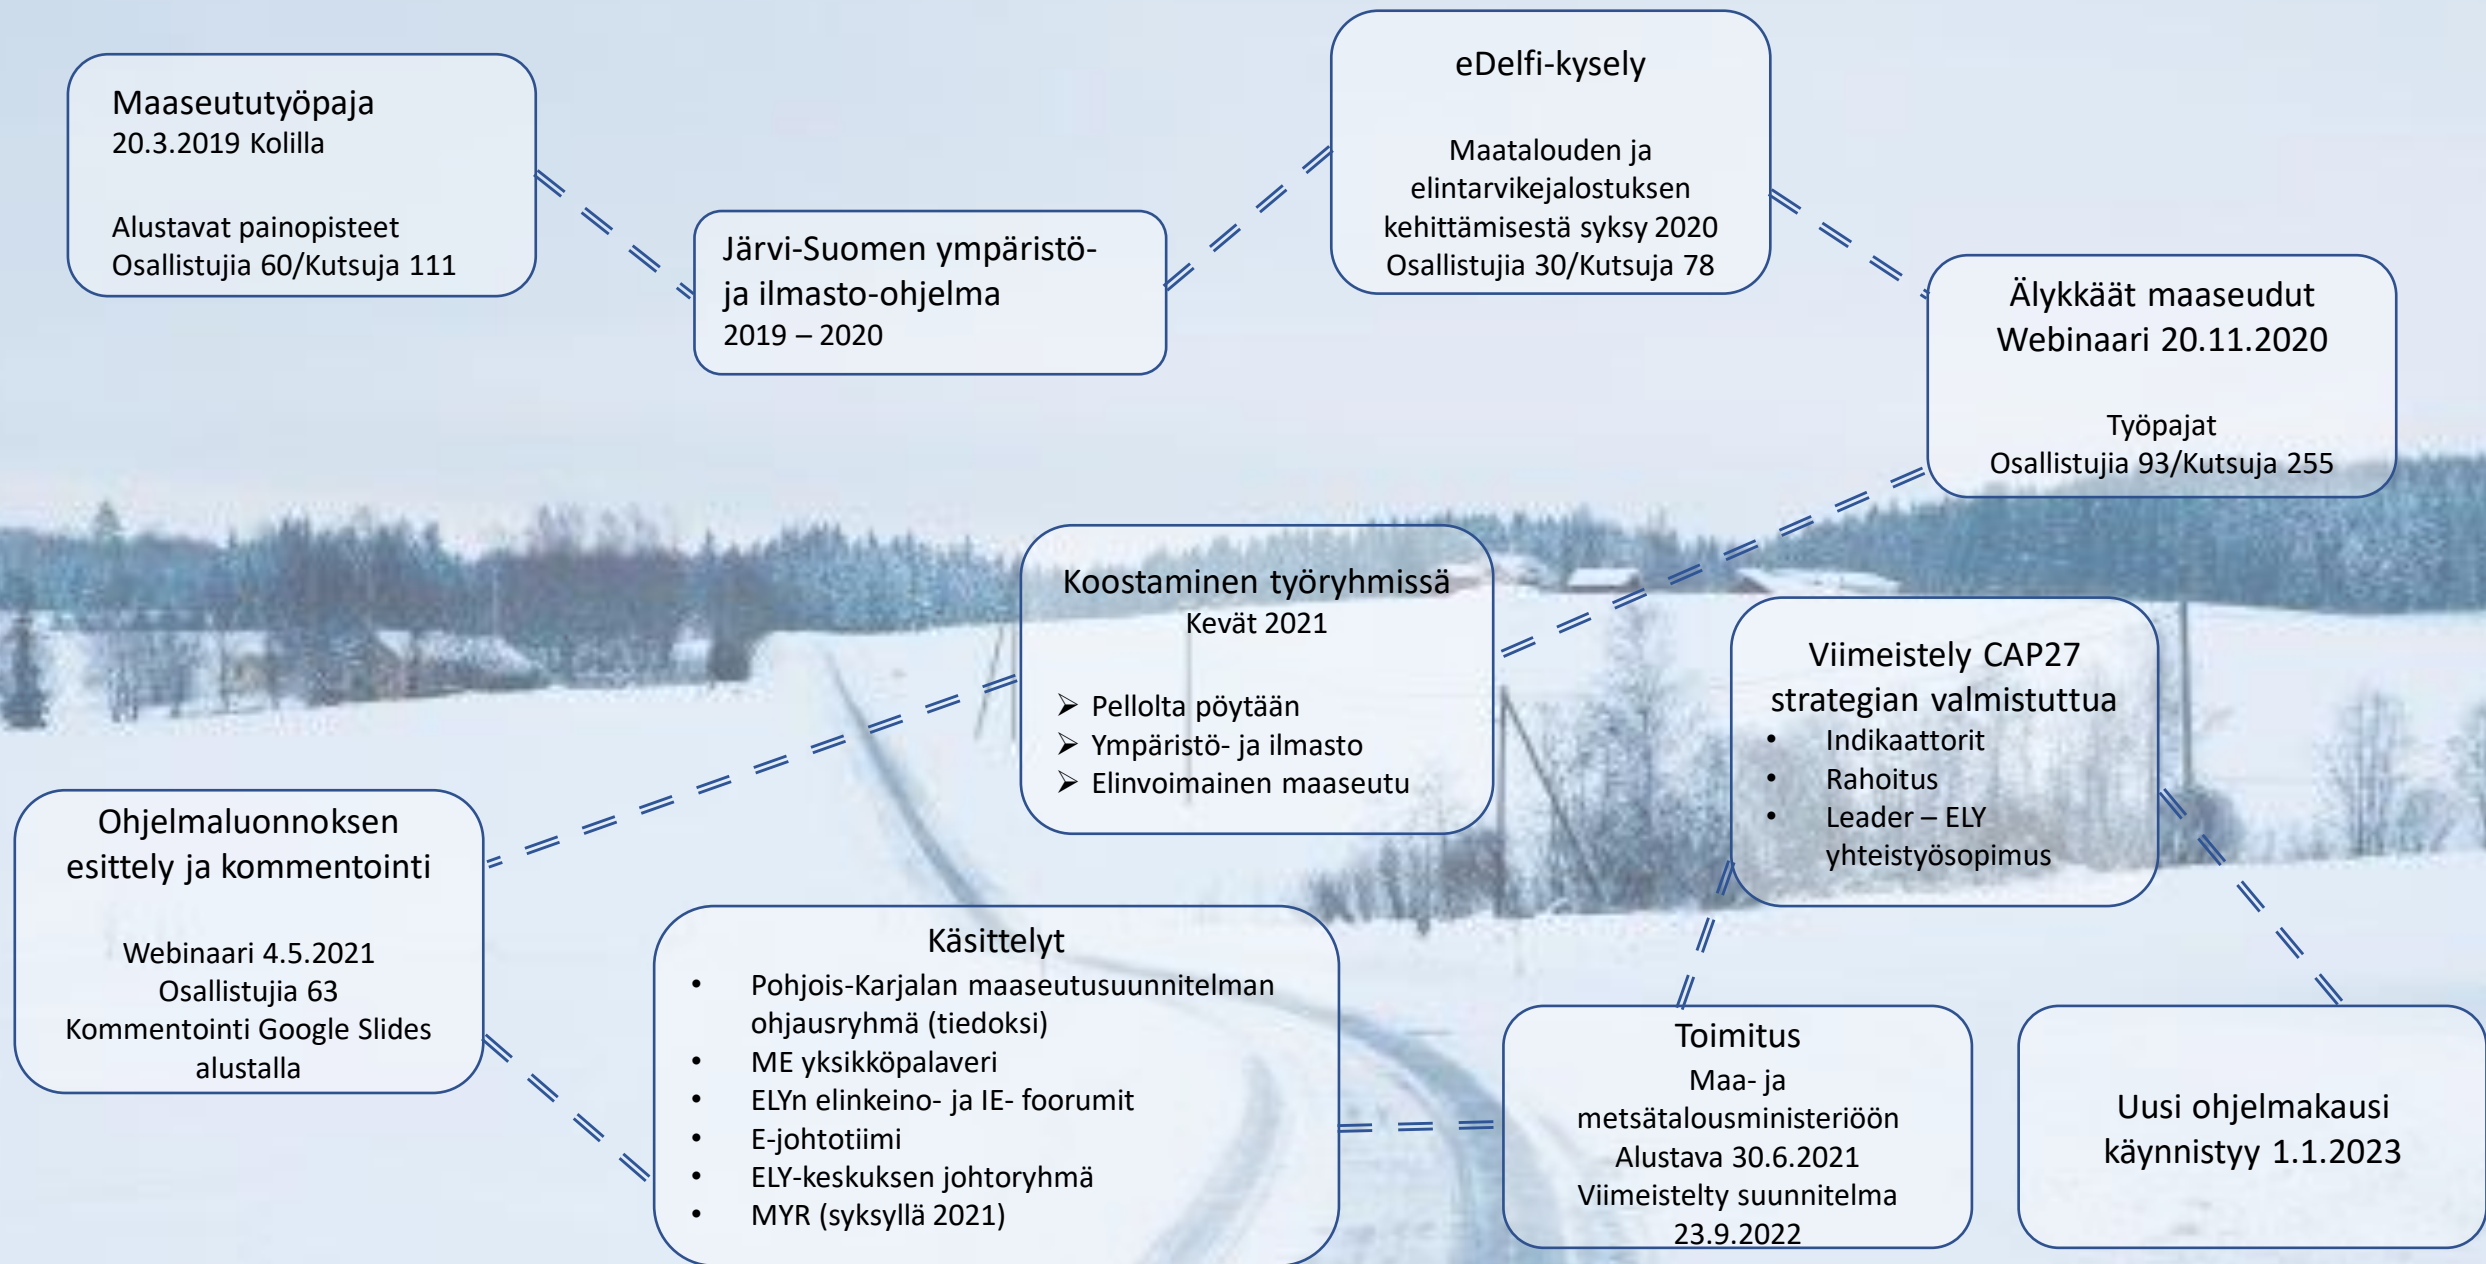 Maaseututyöpaja
20.3.2019 Kolilla
Alustavat painopisteet
Osallistujia 60/Kutsuja 111
Järvi-Suomen ympäristö-
ja ilmasto-ohjelma
2019 – 2020
eDelfi-kysely
Maatalouden ja
elintarvikejalostuksen
kehittämisestä syksy 2020
Osallistujia 30/Kutsuja 78
Älykkäät maaseudut
Webinaari 20.11.2020
Työpajat
Osallistujia 93/Kutsuja 255
Koostaminen työryhmissä
Kevät 2021
➢ Pellolta pöytään
➢ Ympäristö- ja ilmasto
➢ Elinvoimainen maaseutu
Ohjelmaluonnoksen
esittely ja kommentointi
Webinaari 4.5.2021
Osallistujia 63
Kommentointi Google Slides
alustalla
Käsittelyt
• Pohjois-Karjalan maaseutusuunnitelman
ohjausryhmä (tiedoksi)
• ME yksikköpalaveri
• ELYn elinkeino- ja IE- foorumit
• E-johtotiimi
• ELY-keskuksen johtoryhmä
• MYR (syksyllä 2021)
Toimitus
Maa- ja
metsätalousministeriöön
Alustava 30.6.2021
Viimeistelty suunnitelma
23.9.2022
Viimeistely CAP27
strategian valmistuttua
• Indikaattorit
• Rahoitus
• Leader – ELY
yhteistyösopimus
Uusi ohjelmakausi
käynnistyy 1.1.2023